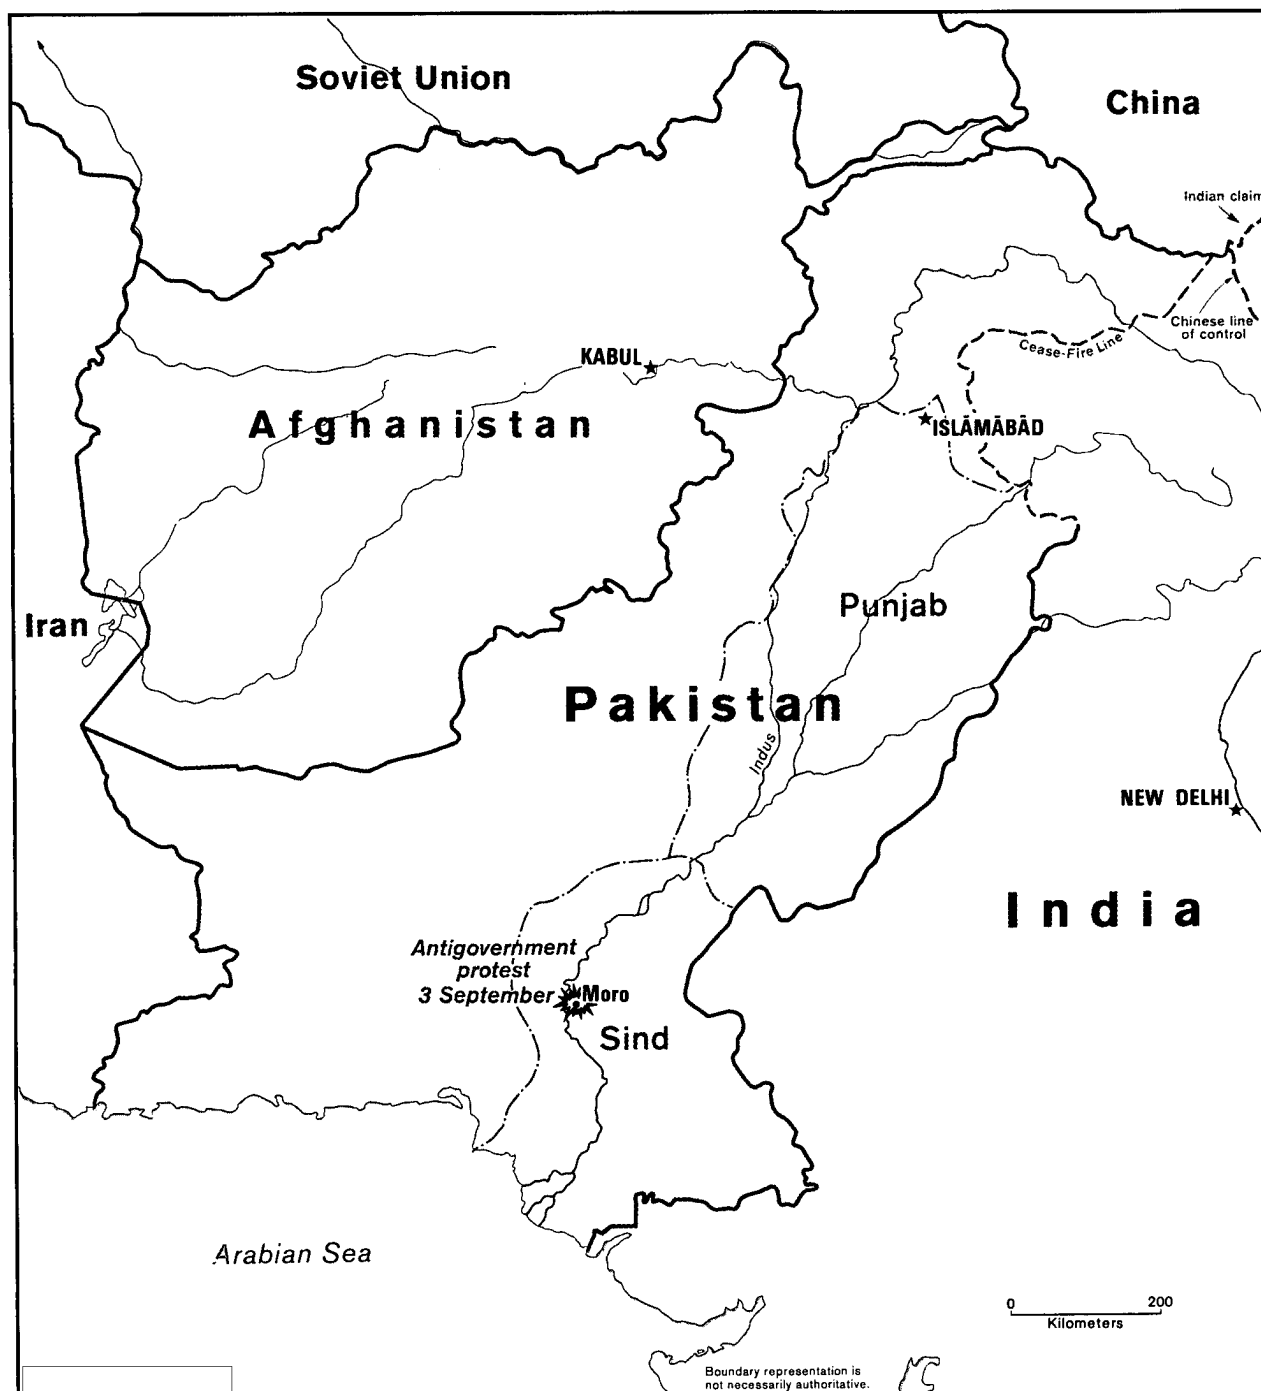 Soviet Union
China
Indian claim
Chinese line
of control
Cease-Fire Line
KABUL
Afghanistan
ISLĀMĀBĀD
Punjab
Iran
Pakistan
Indus
NEW DELHI
India
Antigovernment
protest
3 September
Moro
Sind
Arabian Sea
0 200
Kilometers
Boundary representation is
not necessarily authoritative.